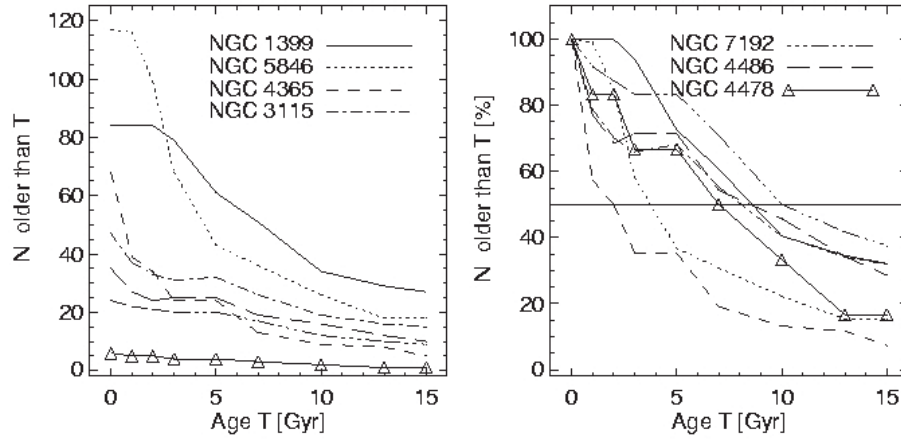 120
100
80
60
40
20
0
N older than T
NGC 1399
NGC 5846
NGC 4365
NGC 3115
0 5 10 15
Age T [Gyr]
100
80
60
40
20
0
N older than T [%]
NGC 7192
NGC 4486
NGC 4478
0 5 10 15
Age T [Gyr]